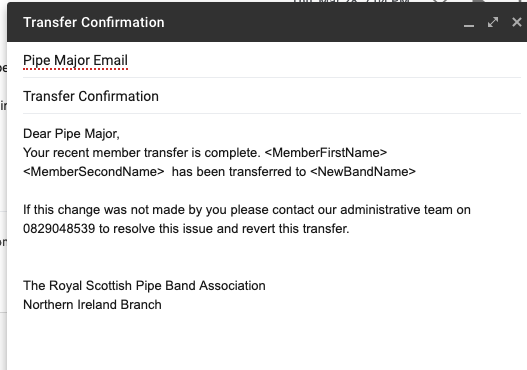 Transfer Confirmation
Pipe Major Email
Transfer Confirmation
Dear Pipe Major,
Your recent member transfer is complete. <MemberFirstName>
<MemberSecondName>  has been transferred to <NewBandName>
If this change was not made by you please contact our administrative team on
0829048539 to resolve this issue and revert this transfer.
The Royal Scottish Pipe Band Association
Northern Ireland Branch